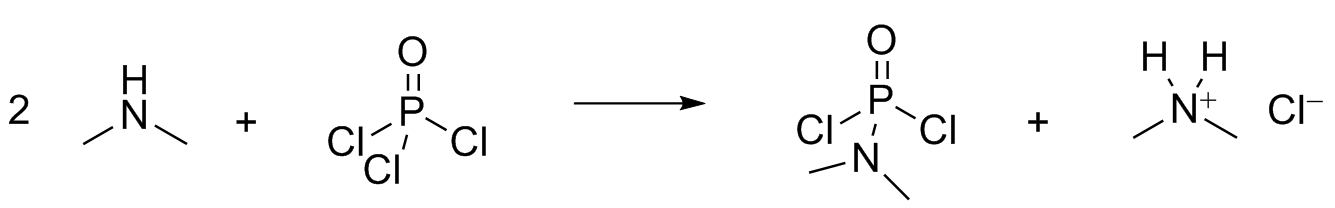 2 H N + O P Cl Cl Cl O P Cl Cl N + H H N+ Cl−